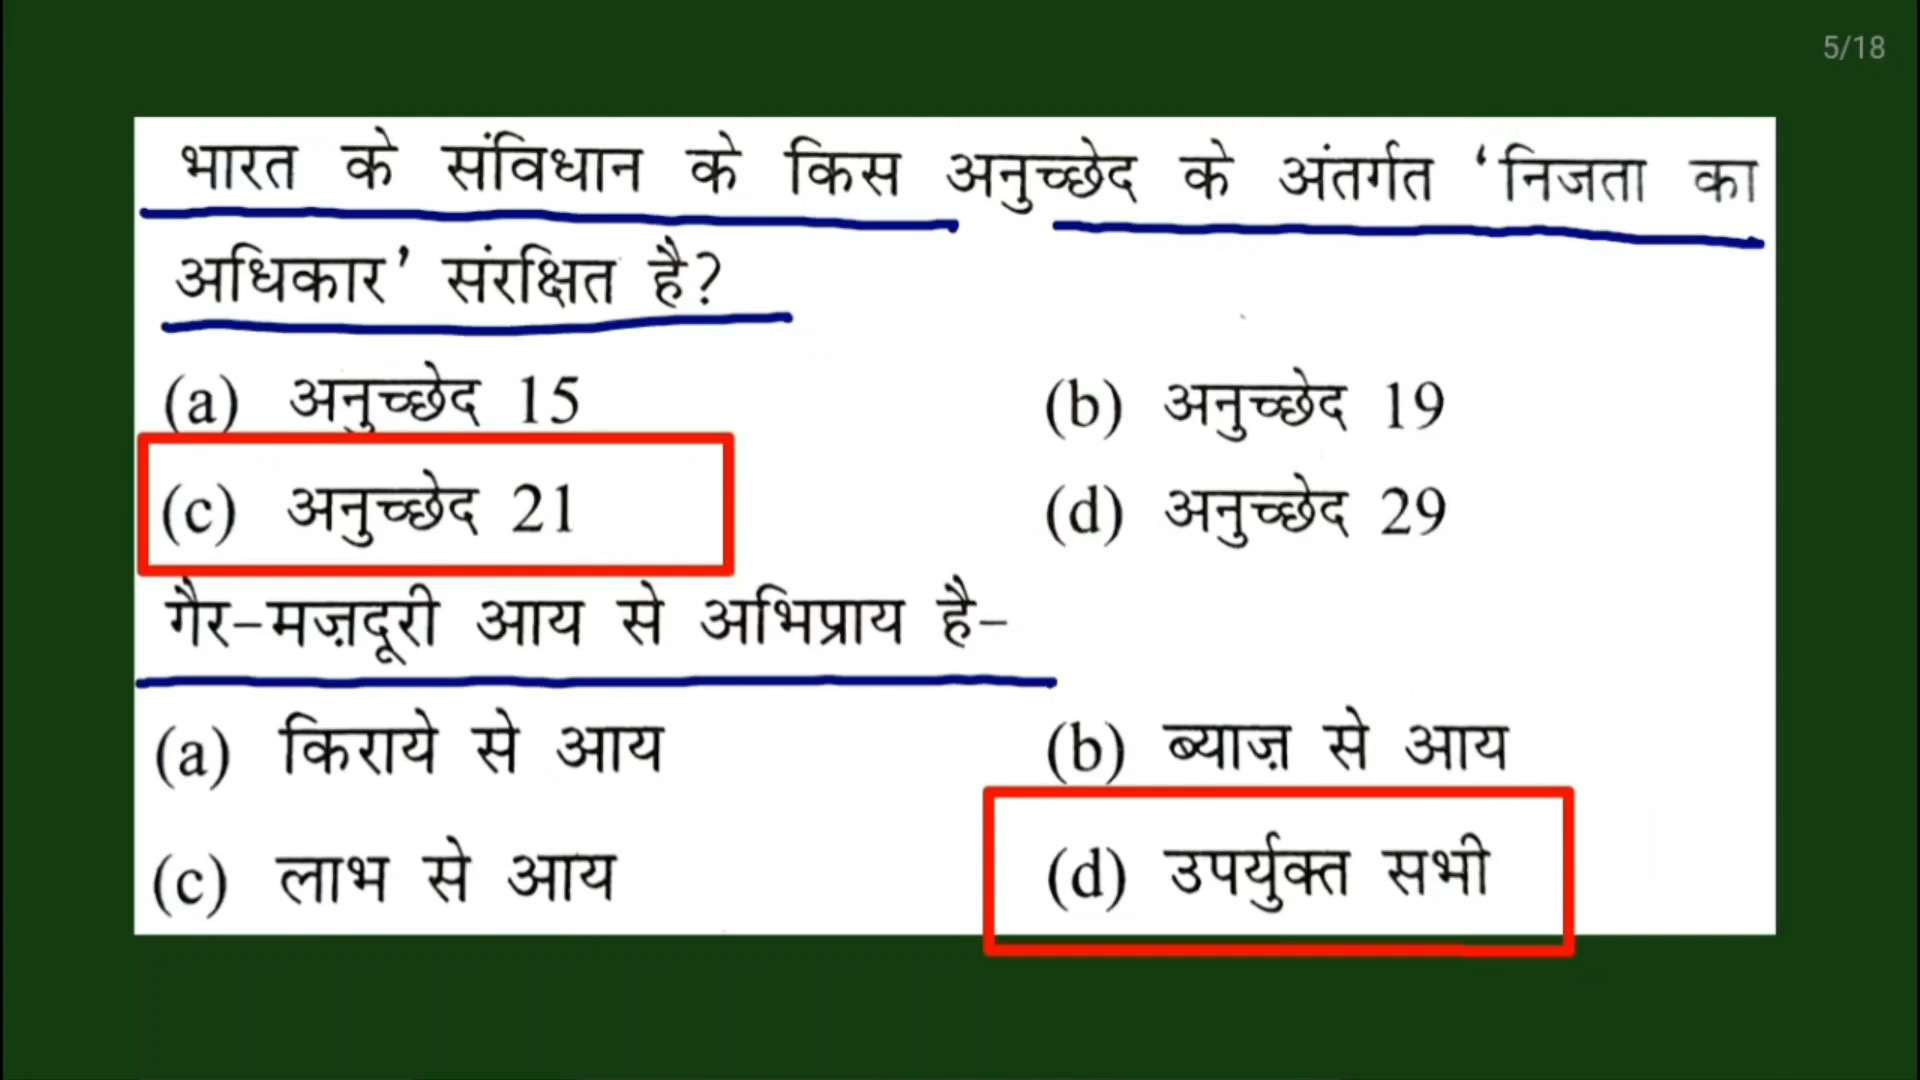 5/18
भारत के संविधान के किस अनुच्छेद के अंतर्गत ‘निजता का
अधिकार’ संरक्षित है?
(a) अनुच्छेद 15 (b) अनुच्छेद 19
(c) अनुच्छेद 21 (d) अनुच्छेद 29
गैर-मज़दूरी आय से अभिप्राय है-
(a) किराये से आय (b) ब्याज़ से आय
(c) लाभ से आय (d) उपर्युक्त सभी